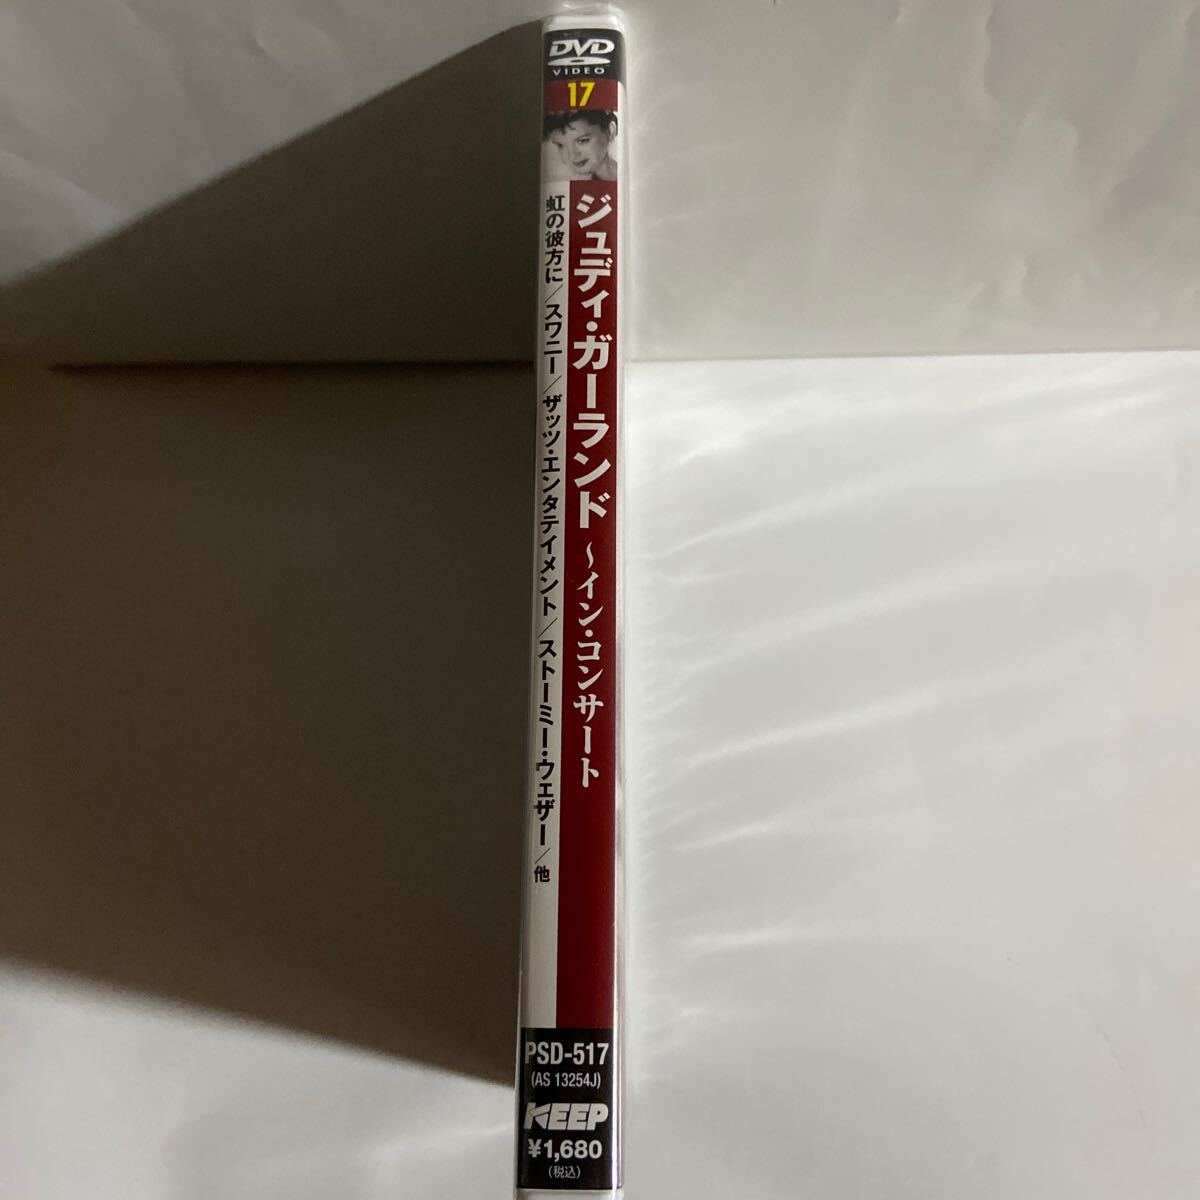 DVD
VIDEO
17
ジュディ・ガーランド ～イン・コンサート
虹の彼方に／スワニー／ザッツ・エンタテイメント／ストーミー・ウェザー／他
PSD-517
(AS 13254J)
KEEP
¥1,680
(税込)